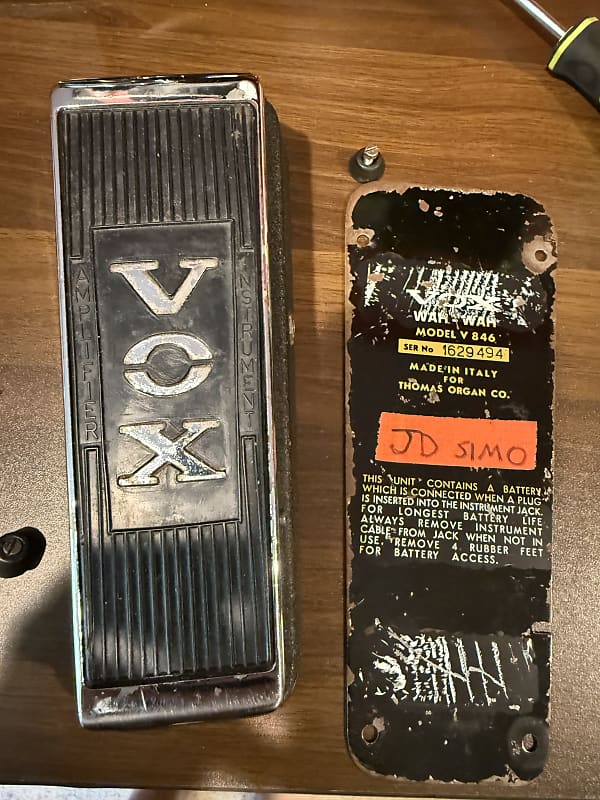 VOX
AMPLIFIER
INSTRUMENT
VOX
WAH-WAH
MODEL V 846
SER No 1629494
MADE IN ITALY
FOR
THOMAS ORGAN CO.
JD SIMO
THIS UNIT CONTAINS A BATTERY
WHICH IS CONNECTED WHEN A PLUG
IS INSERTED INTO THE INSTRUMENT JACK.
FOR LONGEST BATTERY LIFE
ALWAYS REMOVE INSTRUMENT
CABLE FROM JACK WHEN NOT IN
USE, REMOVE 4 RUBBER FEET
FOR BATTERY ACCESS.